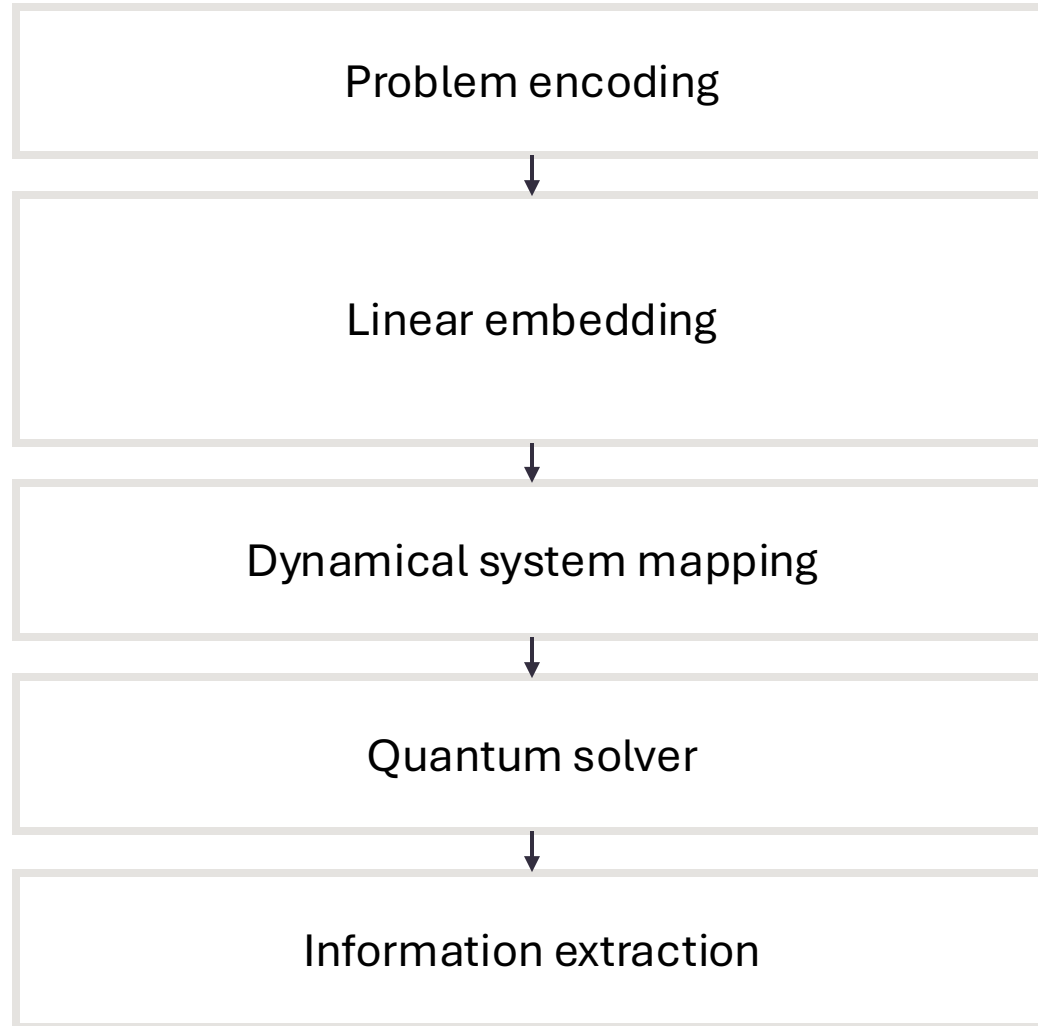 Problem encoding
Linear embedding
Dynamical system mapping
Quantum solver
Information extraction